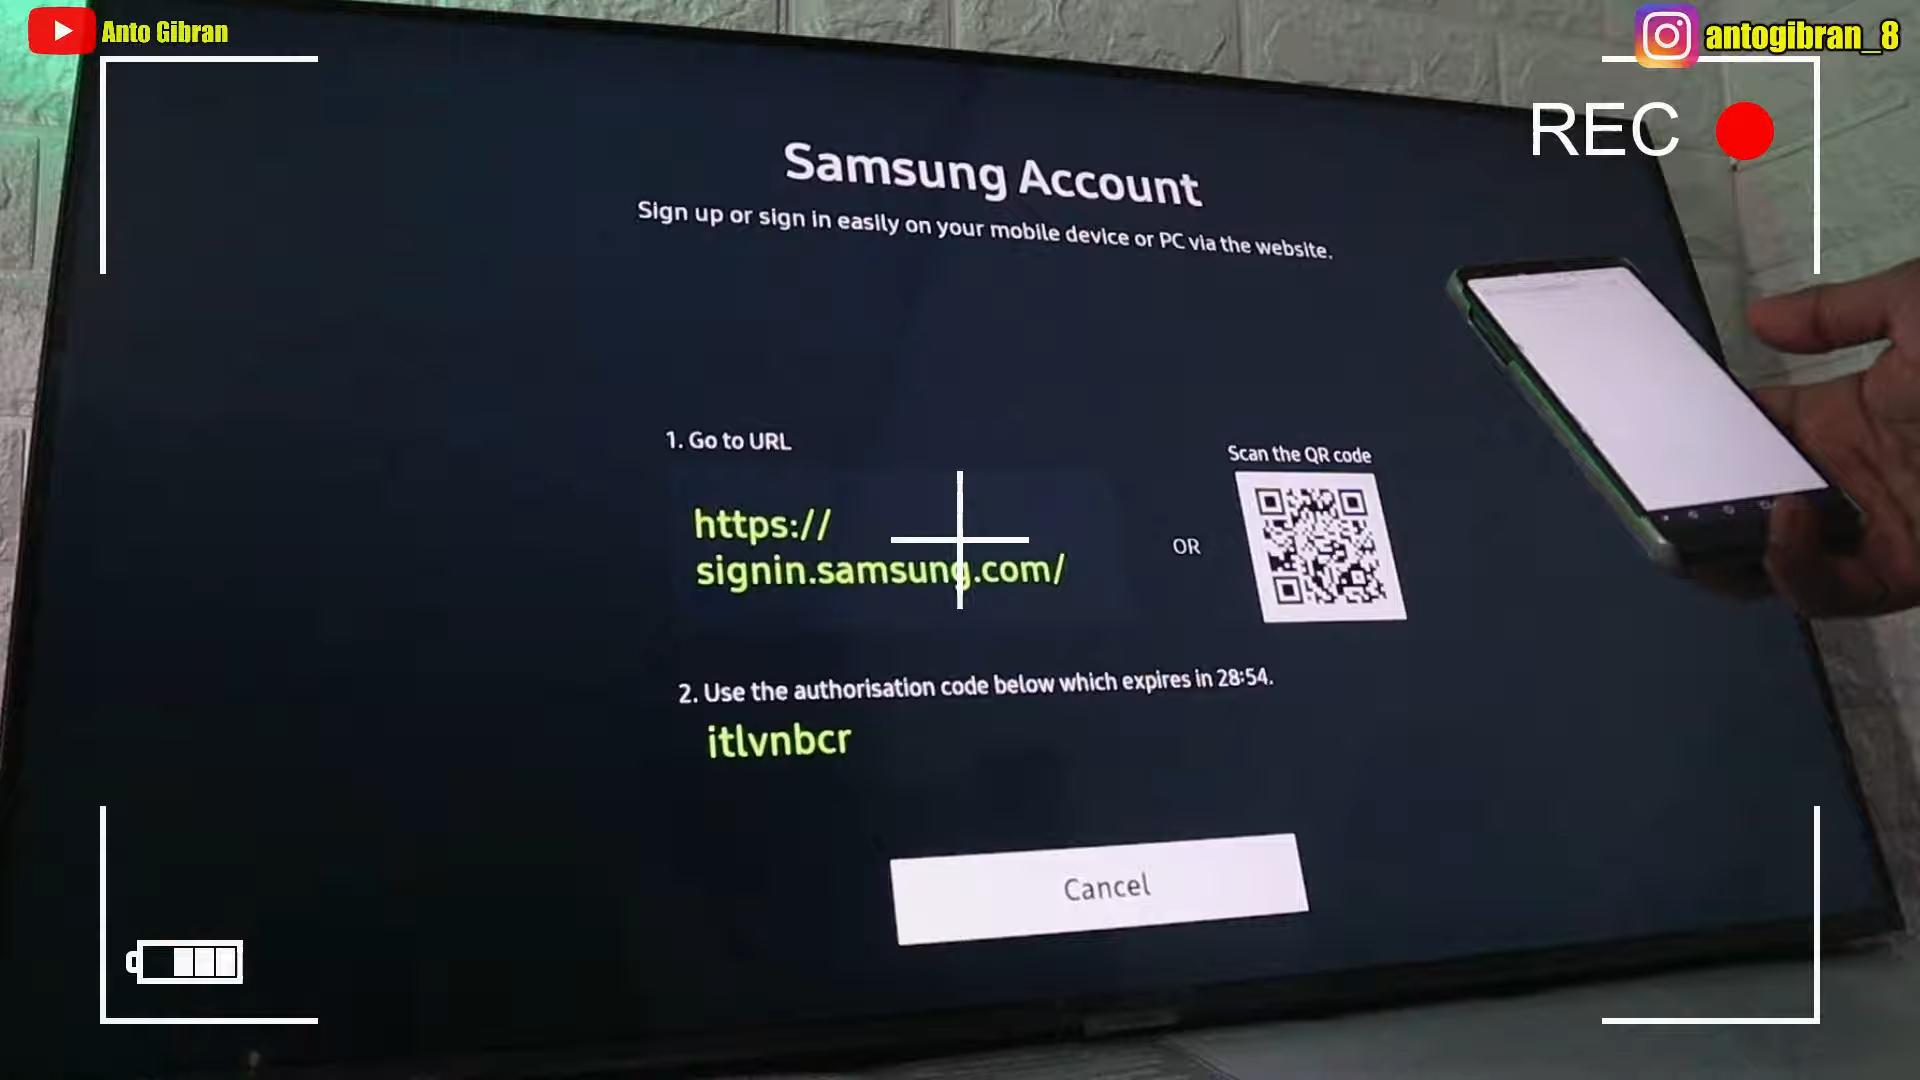 Anto Gibran
antogibran_8
REC
Samsung Account
Sign up or sign in easily on your mobile device or PC via the website.
1. Go to URL
https://
signin.samsung.com/
OR
Scan the QR code
2. Use the authorisation code below which expires in 28:54.
itlvnbcr
Cancel